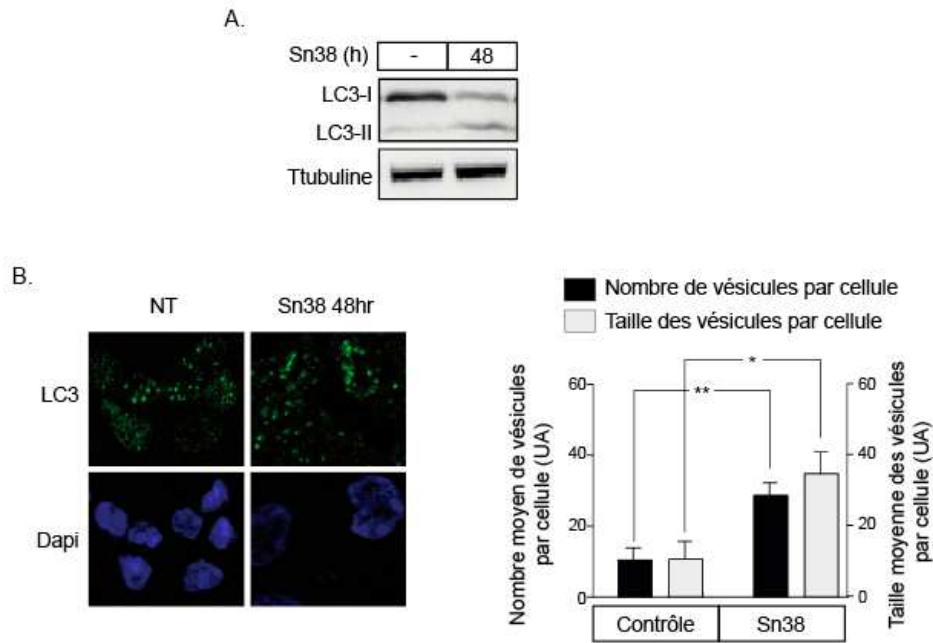 A.
Sn38 (h) - 48
LC3-I
LC3-II
Ttubuline
B.
NT Sn38 48hr
LC3
Dapi
Nombre de vésicules par cellule
Taille des vésicules par cellule
Nombre moyen de vésicules
par cellule (UA)
60
40
20
0
**
*
60
40
20
0
Taille moyenne des vésicules
par cellule (UA)
Contrôle Sn38